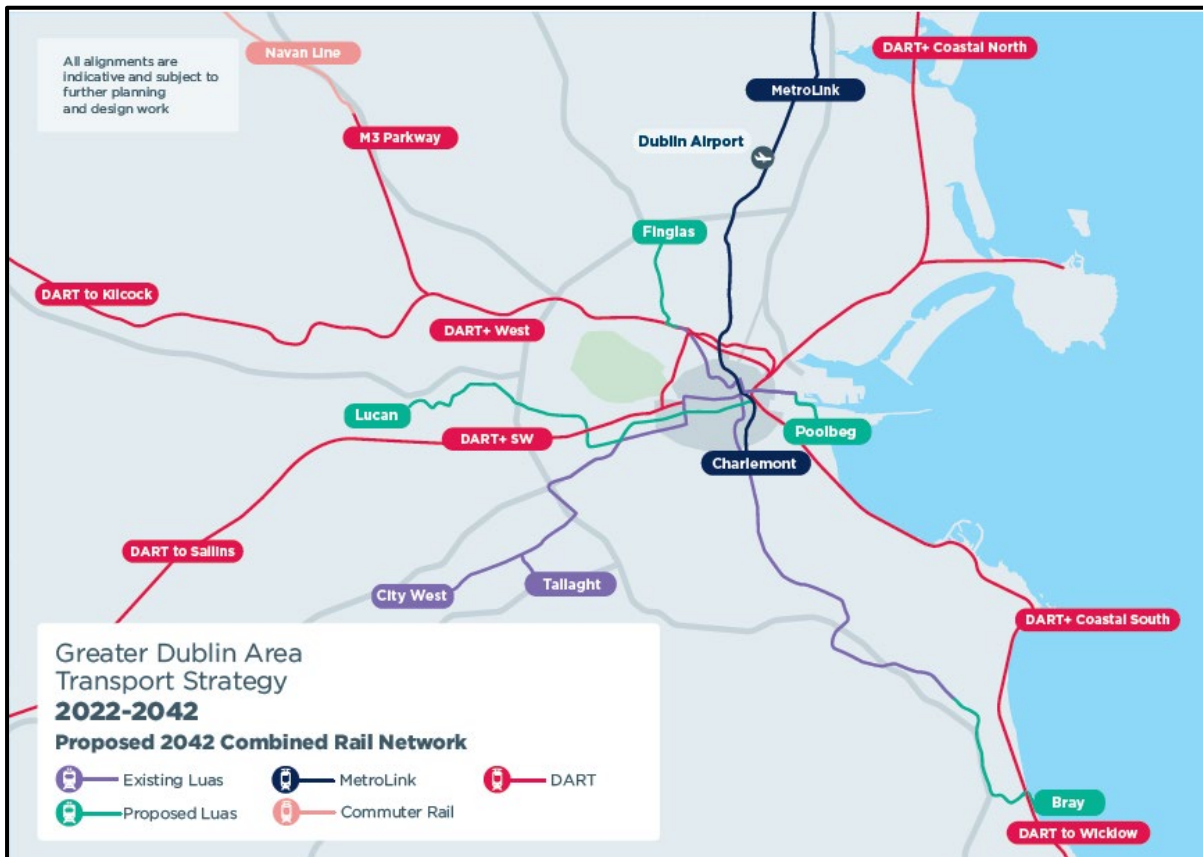 All alignments are
indicative and subject to
further planning
and design work
Navan Line
DART+ Coastal North
MetroLink
M3 Parkway
Dublin Airport
Finglas
DART to Kilcock
DART+ West
Lucan
DART+ SW
Poolbeg
Charlemont
DART to Sallins
City West
Tallaght
DART+ Coastal South
Greater Dublin Area
Transport Strategy
2022-2042
Proposed 2042 Combined Rail Network
Existing Luas
MetroLink
DART
Proposed Luas
Commuter Rail
Bray
DART to Wicklow